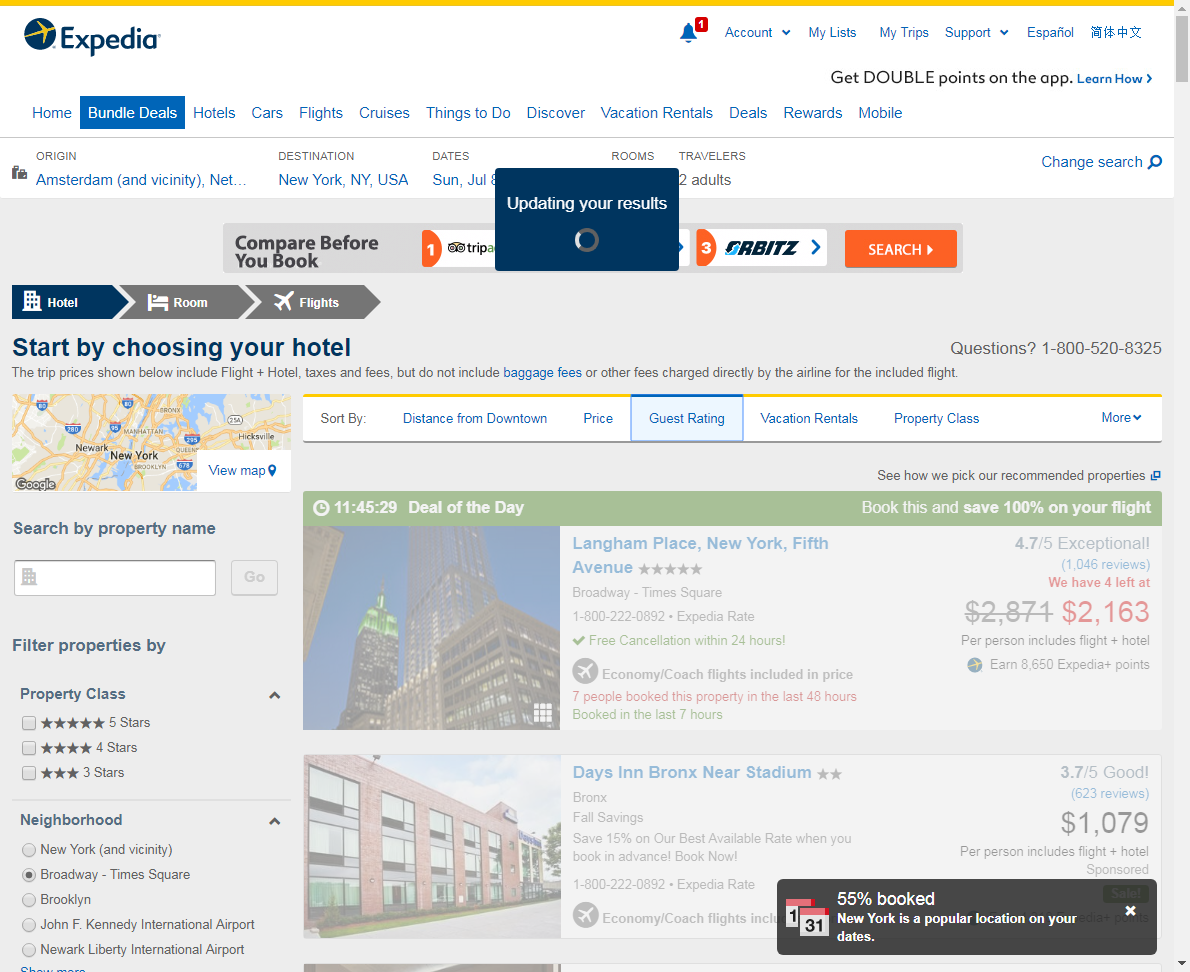 Expedia
1
Account
My Lists
My Trips
Support
Español
简体中文
Get DOUBLE points on the app. Learn How
Home
Bundle Deals
Hotels
Cars
Flights
Cruises
Things to Do
Discover
Vacation Rentals
Deals
Rewards
Mobile
ORIGIN
Amsterdam (and vicinity), Net...
DESTINATION
New York, NY, USA
DATES
Sun, Jul
ROOMS
TRAVELERS
2 adults
Change search
Updating your results
Compare Before
You Book
1
3
ORBITZ
SEARCH
Hotel
Room
Flights
Start by choosing your hotel
Questions? 1-800-520-8325
The trip prices shown below include Flight + Hotel, taxes and fees, but do not include baggage fees or other fees charged directly by the airline for the included flight.
BRONX
MANHATTAN
Newark
New York
BROOKLYN
Hicksville
95
280
295
678
25A
Google
View map
Sort By:
Distance from Downtown
Price
Guest Rating
Vacation Rentals
Property Class
More
See how we pick our recommended properties
Search by property name
Go
Filter properties by
Property Class
5 Stars
4 Stars
3 Stars
Neighborhood
New York (and vicinity)
Broadway - Times Square
Brooklyn
John F. Kennedy International Airport
Newark Liberty International Airport
Show more
11:45:29 Deal of the Day
Book this and save 100% on your flight
Langham Place, New York, Fifth
Avenue ★★★★★
Broadway - Times Square
1-800-222-0892 • Expedia Rate
Free Cancellation within 24 hours!
Economy/Coach flights included in price
7 people booked this property in the last 48 hours
Booked in the last 7 hours
4.7/5 Exceptional!
(1,046 reviews)
We have 4 left at
$2,871 $2,163
Per person includes flight + hotel
Earn 8,650 Expedia+ points
Days Inn Bronx Near Stadium ★★
Bronx
Fall Savings
Save 15% on Our Best Available Rate when you
book in advance! Book Now!
1-800-222-0892 • Expedia Rate
Economy/Coach flights
3.7/5 Good!
(623 reviews)
$1,079
Per person includes flight + hotel
Sponsored
Sale!
31
55% booked
New York is a popular location on your
dates.